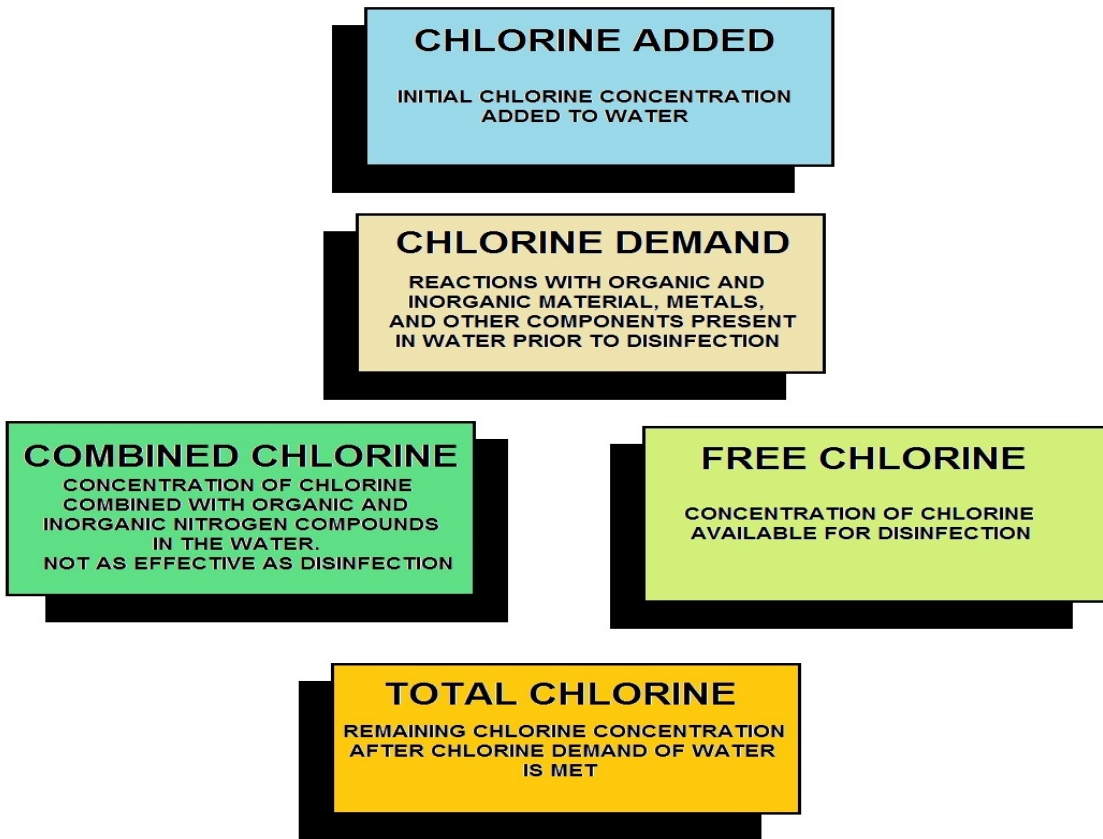 CHLORINE ADDED
INITIAL CHLORINE CONCENTRATION
ADDED TO WATER
CHLORINE DEMAND
REACTIONS WITH ORGANIC AND
INORGANIC MATERIAL, METALS,
AND OTHER COMPONENTS PRESENT
IN WATER PRIOR TO DISINFECTION
COMBINED CHLORINE
CONCENTRATION OF CHLORINE
COMBINED WITH ORGANIC AND
INORGANIC NITROGEN COMPOUNDS
IN THE WATER.
NOT AS EFFECTIVE AS DISINFECTION
FREE CHLORINE
CONCENTRATION OF CHLORINE
AVAILABLE FOR DISINFECTION
TOTAL CHLORINE
REMAINING CHLORINE CONCENTRATION
AFTER CHLORINE DEMAND OF WATER
IS MET